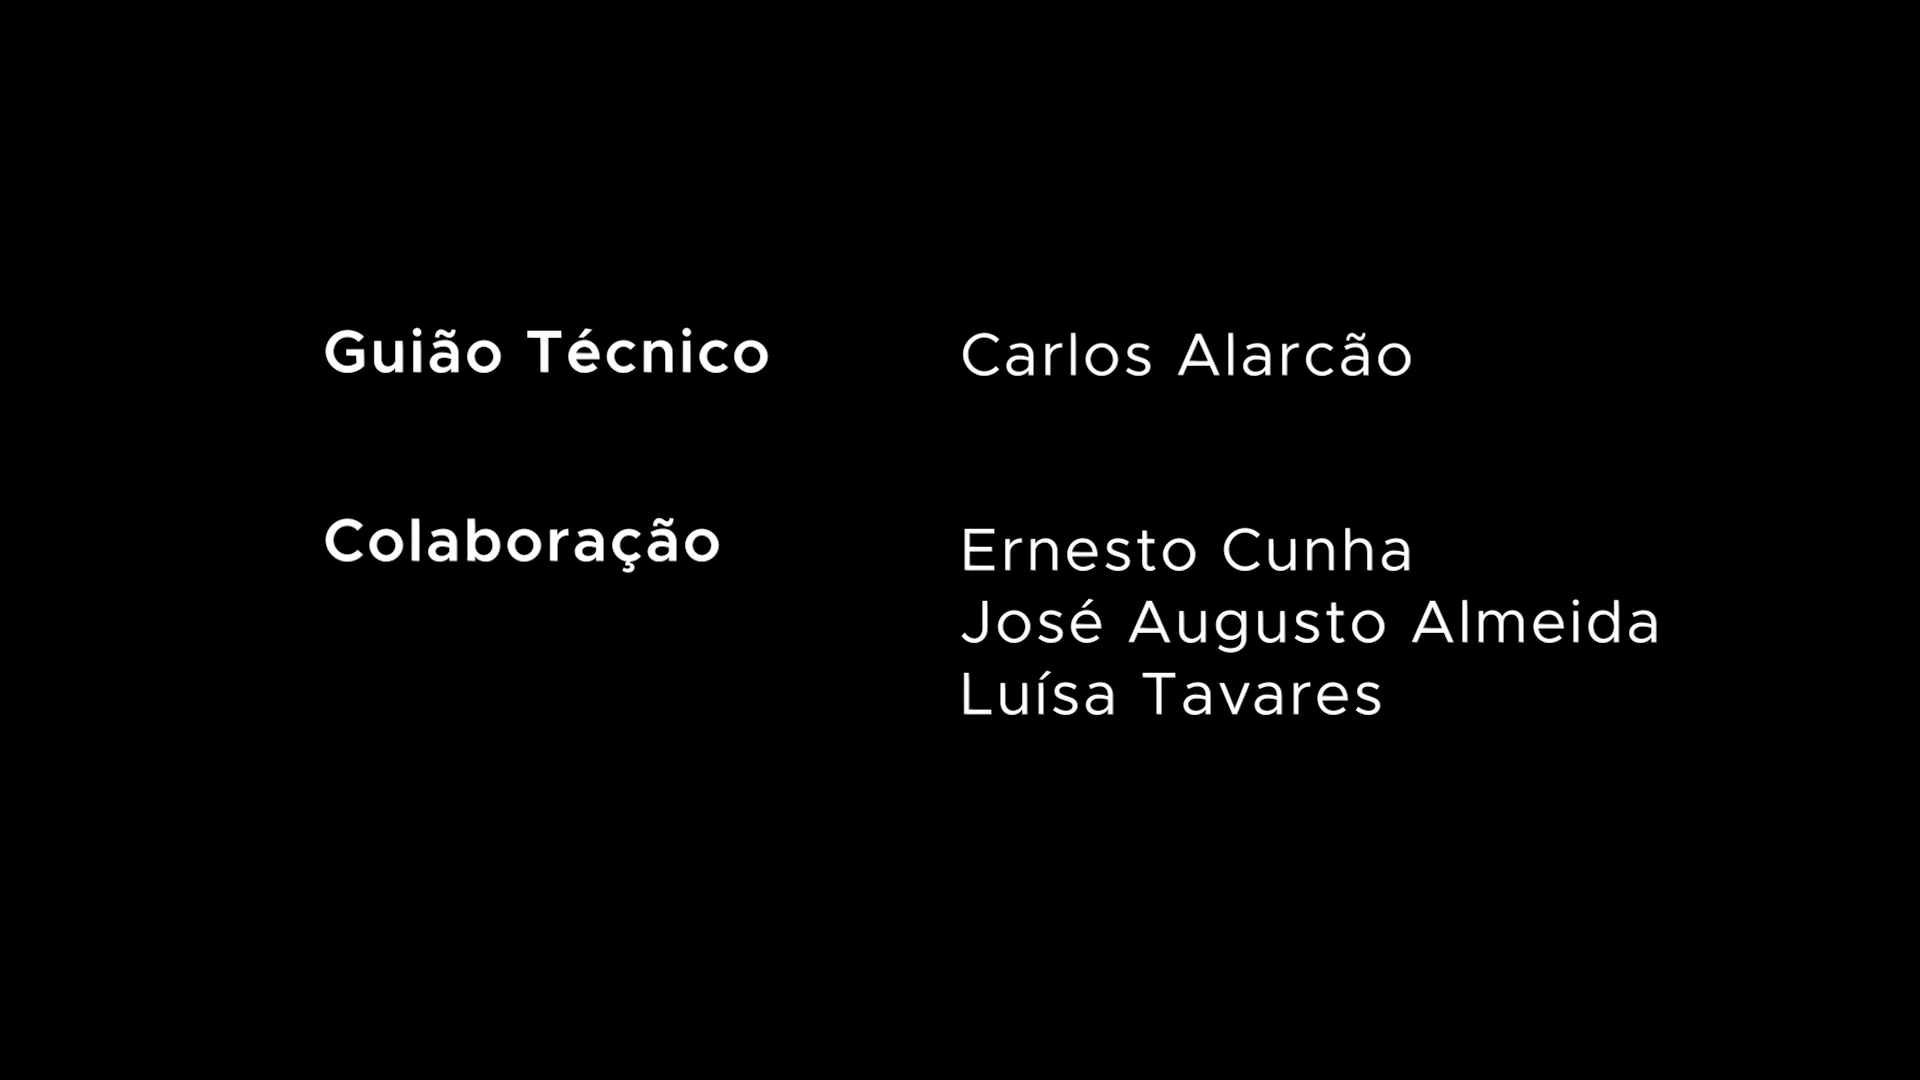 Guião Técnico
Carlos Alarcão
Colaboração
Ernesto Cunha
José Augusto Almeida
Luísa Tavares